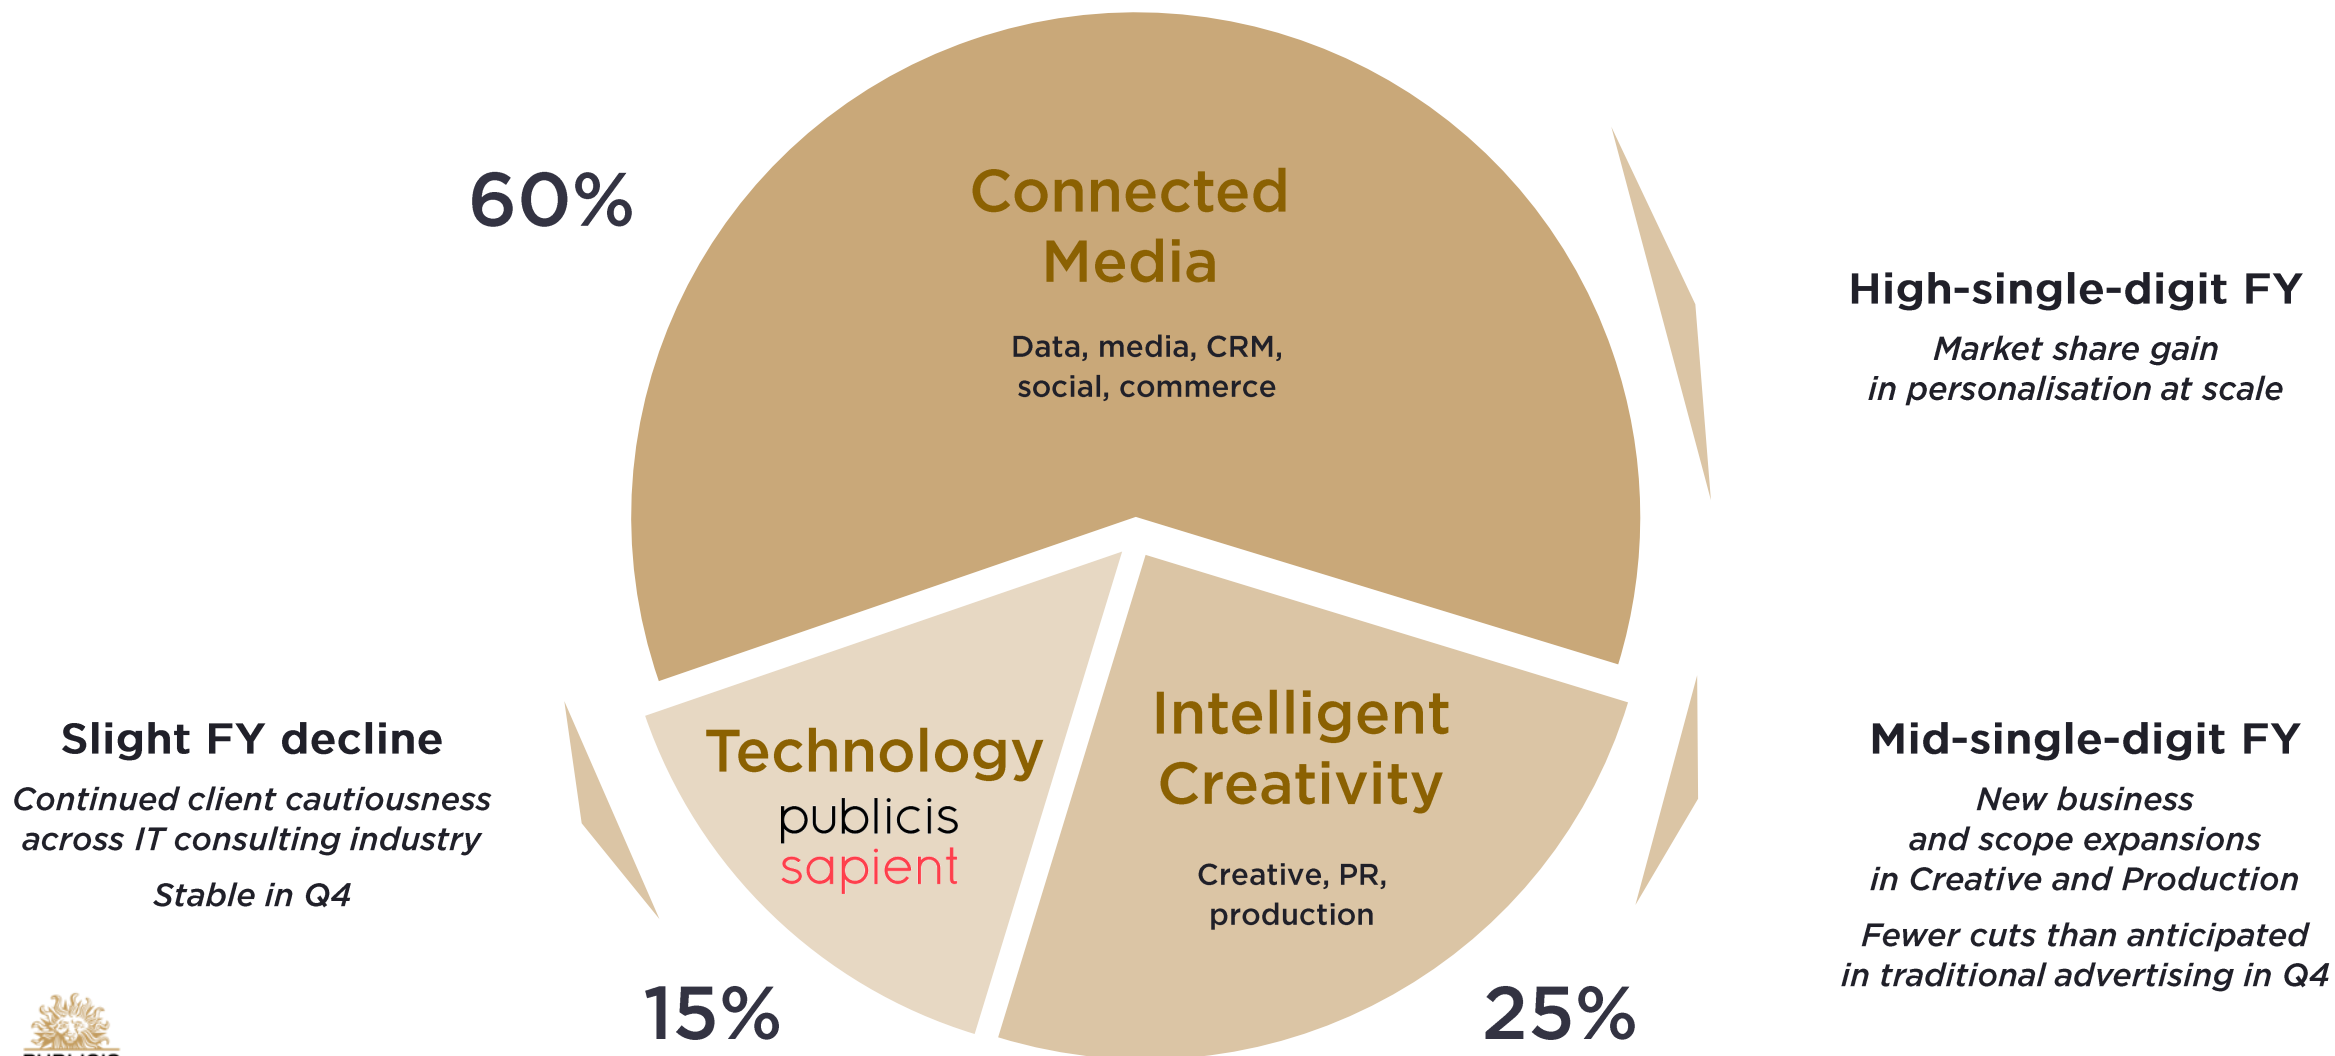 60%
Connected
Media
Data, media, CRM,
social, commerce
High-single-digit FY
Market share gain
in personalisation at scale
Slight FY decline
Continued client cautiousness
across IT consulting industry
Stable in Q4
Technology
publicis
sapient
15%
Intelligent
Creativity
Creative, PR,
production
25%
Mid-single-digit FY
New business
and scope expansions
in Creative and Production
Fewer cuts than anticipated
in traditional advertising in Q4